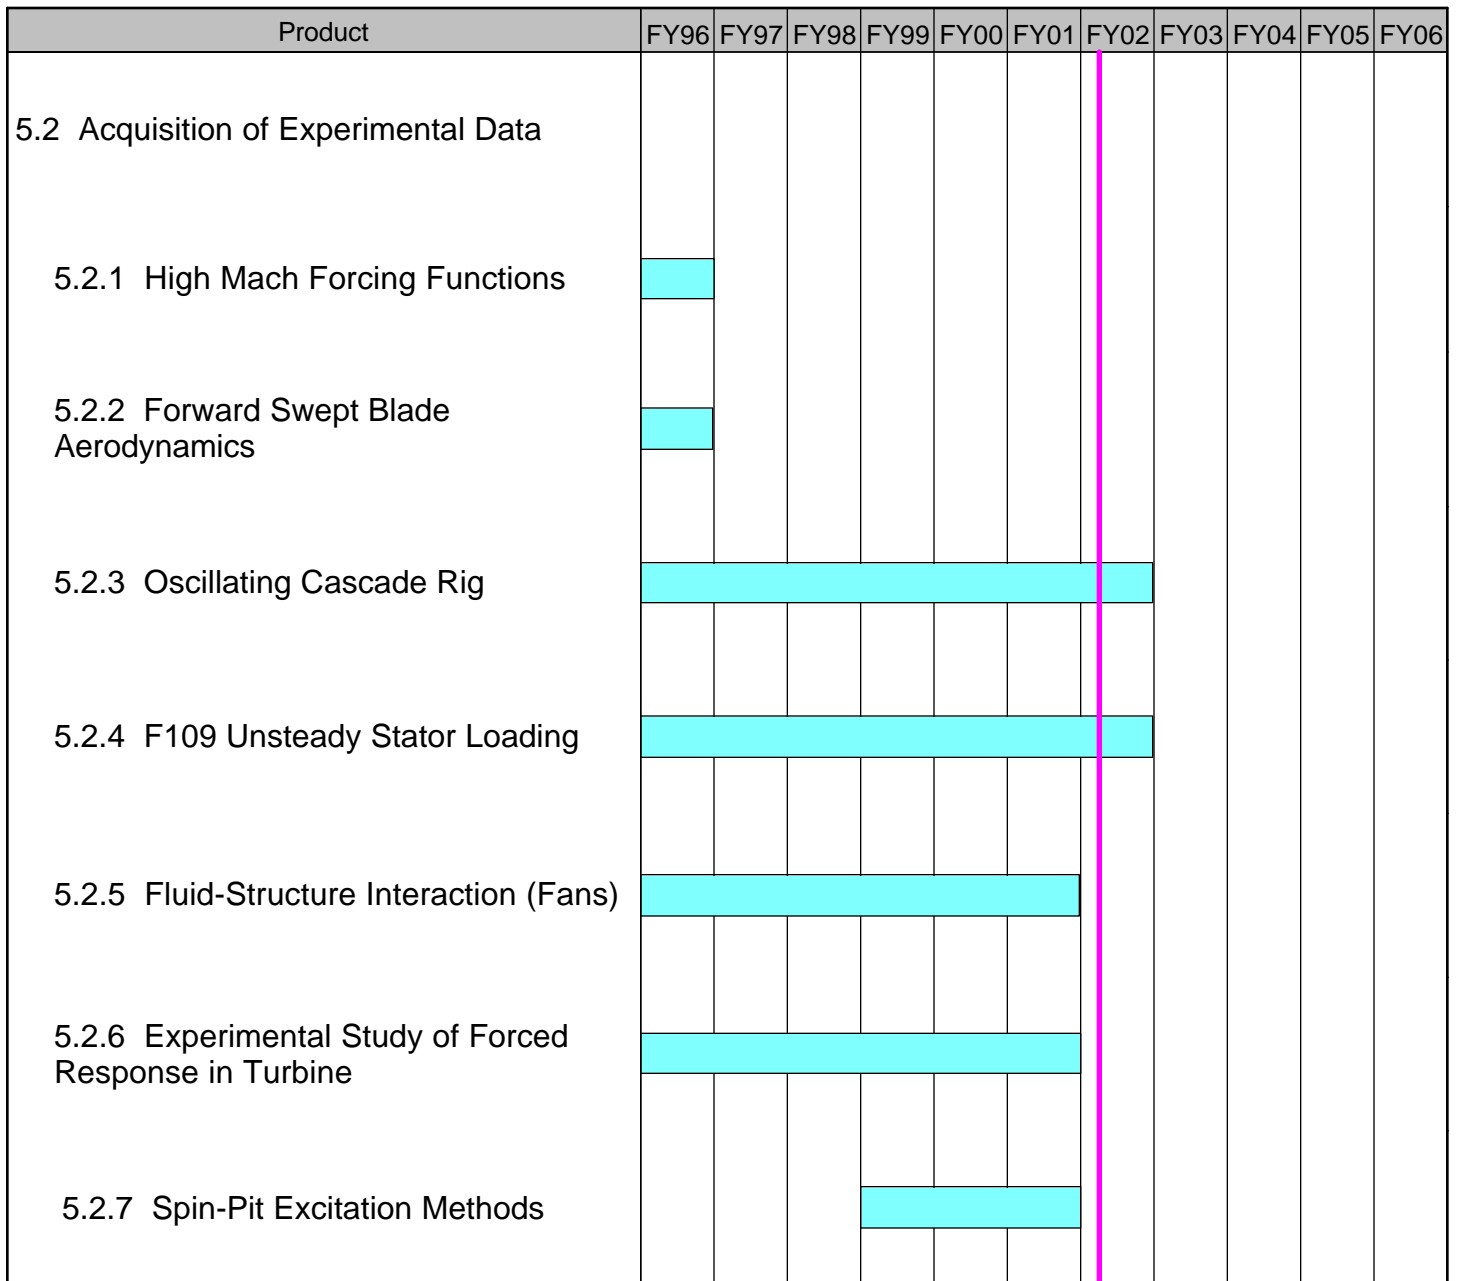 Product FY96 FY97 FY98 FY99 FY00 FY01 FY02 FY03 FY04 FY05 FY06
5.2 Acquisition of Experimental Data
5.2.1 High Mach Forcing Functions
5.2.2 Forward Swept Blade
Aerodynamics
5.2.3 Oscillating Cascade Rig
5.2.4 F109 Unsteady Stator Loading
5.2.5 Fluid-Structure Interaction (Fans)
5.2.6 Experimental Study of Forced
Response in Turbine
5.2.7 Spin-Pit Excitation Methods